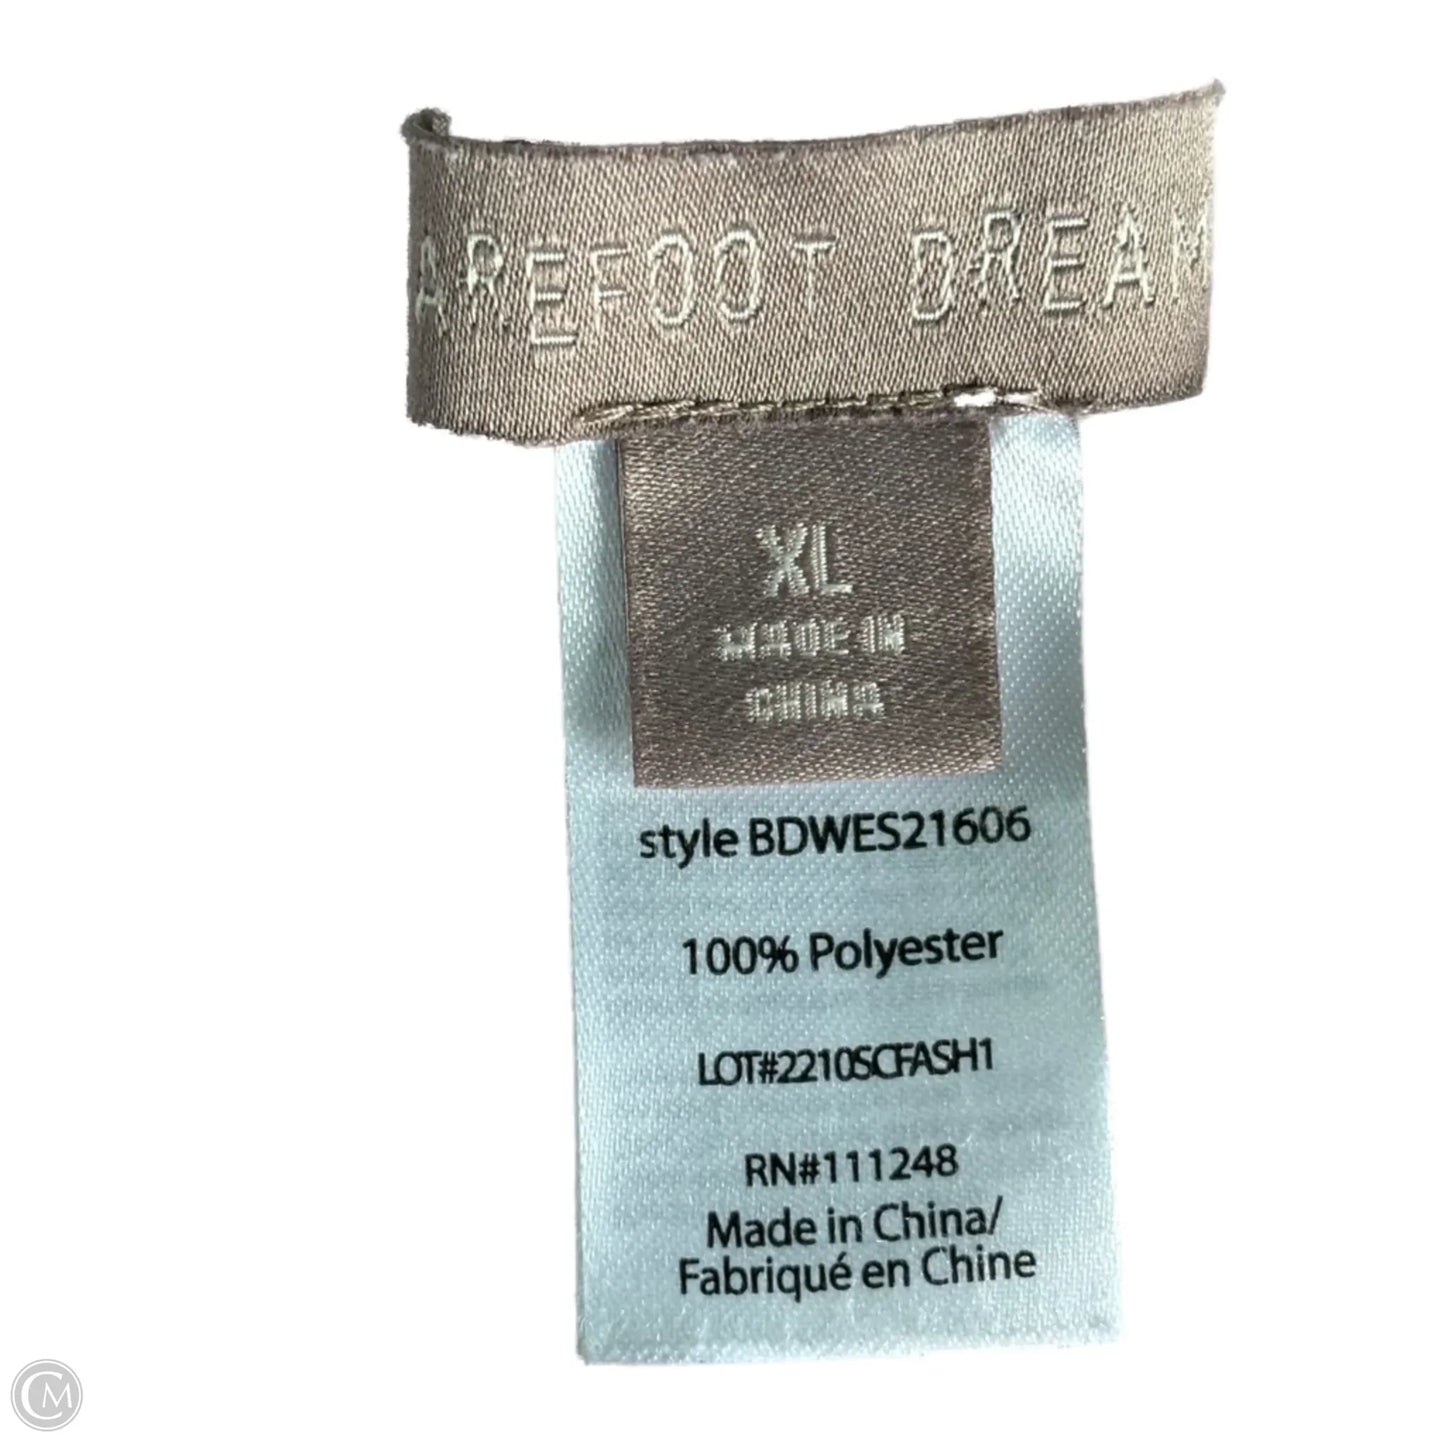 AREFOOT DREAM
XL
MADE IN
CHINA
style BDWES21606
100% Polyester
LOT#2210SCFASH1
RN#111248
Made in China/
Fabriqué en Chine
CM